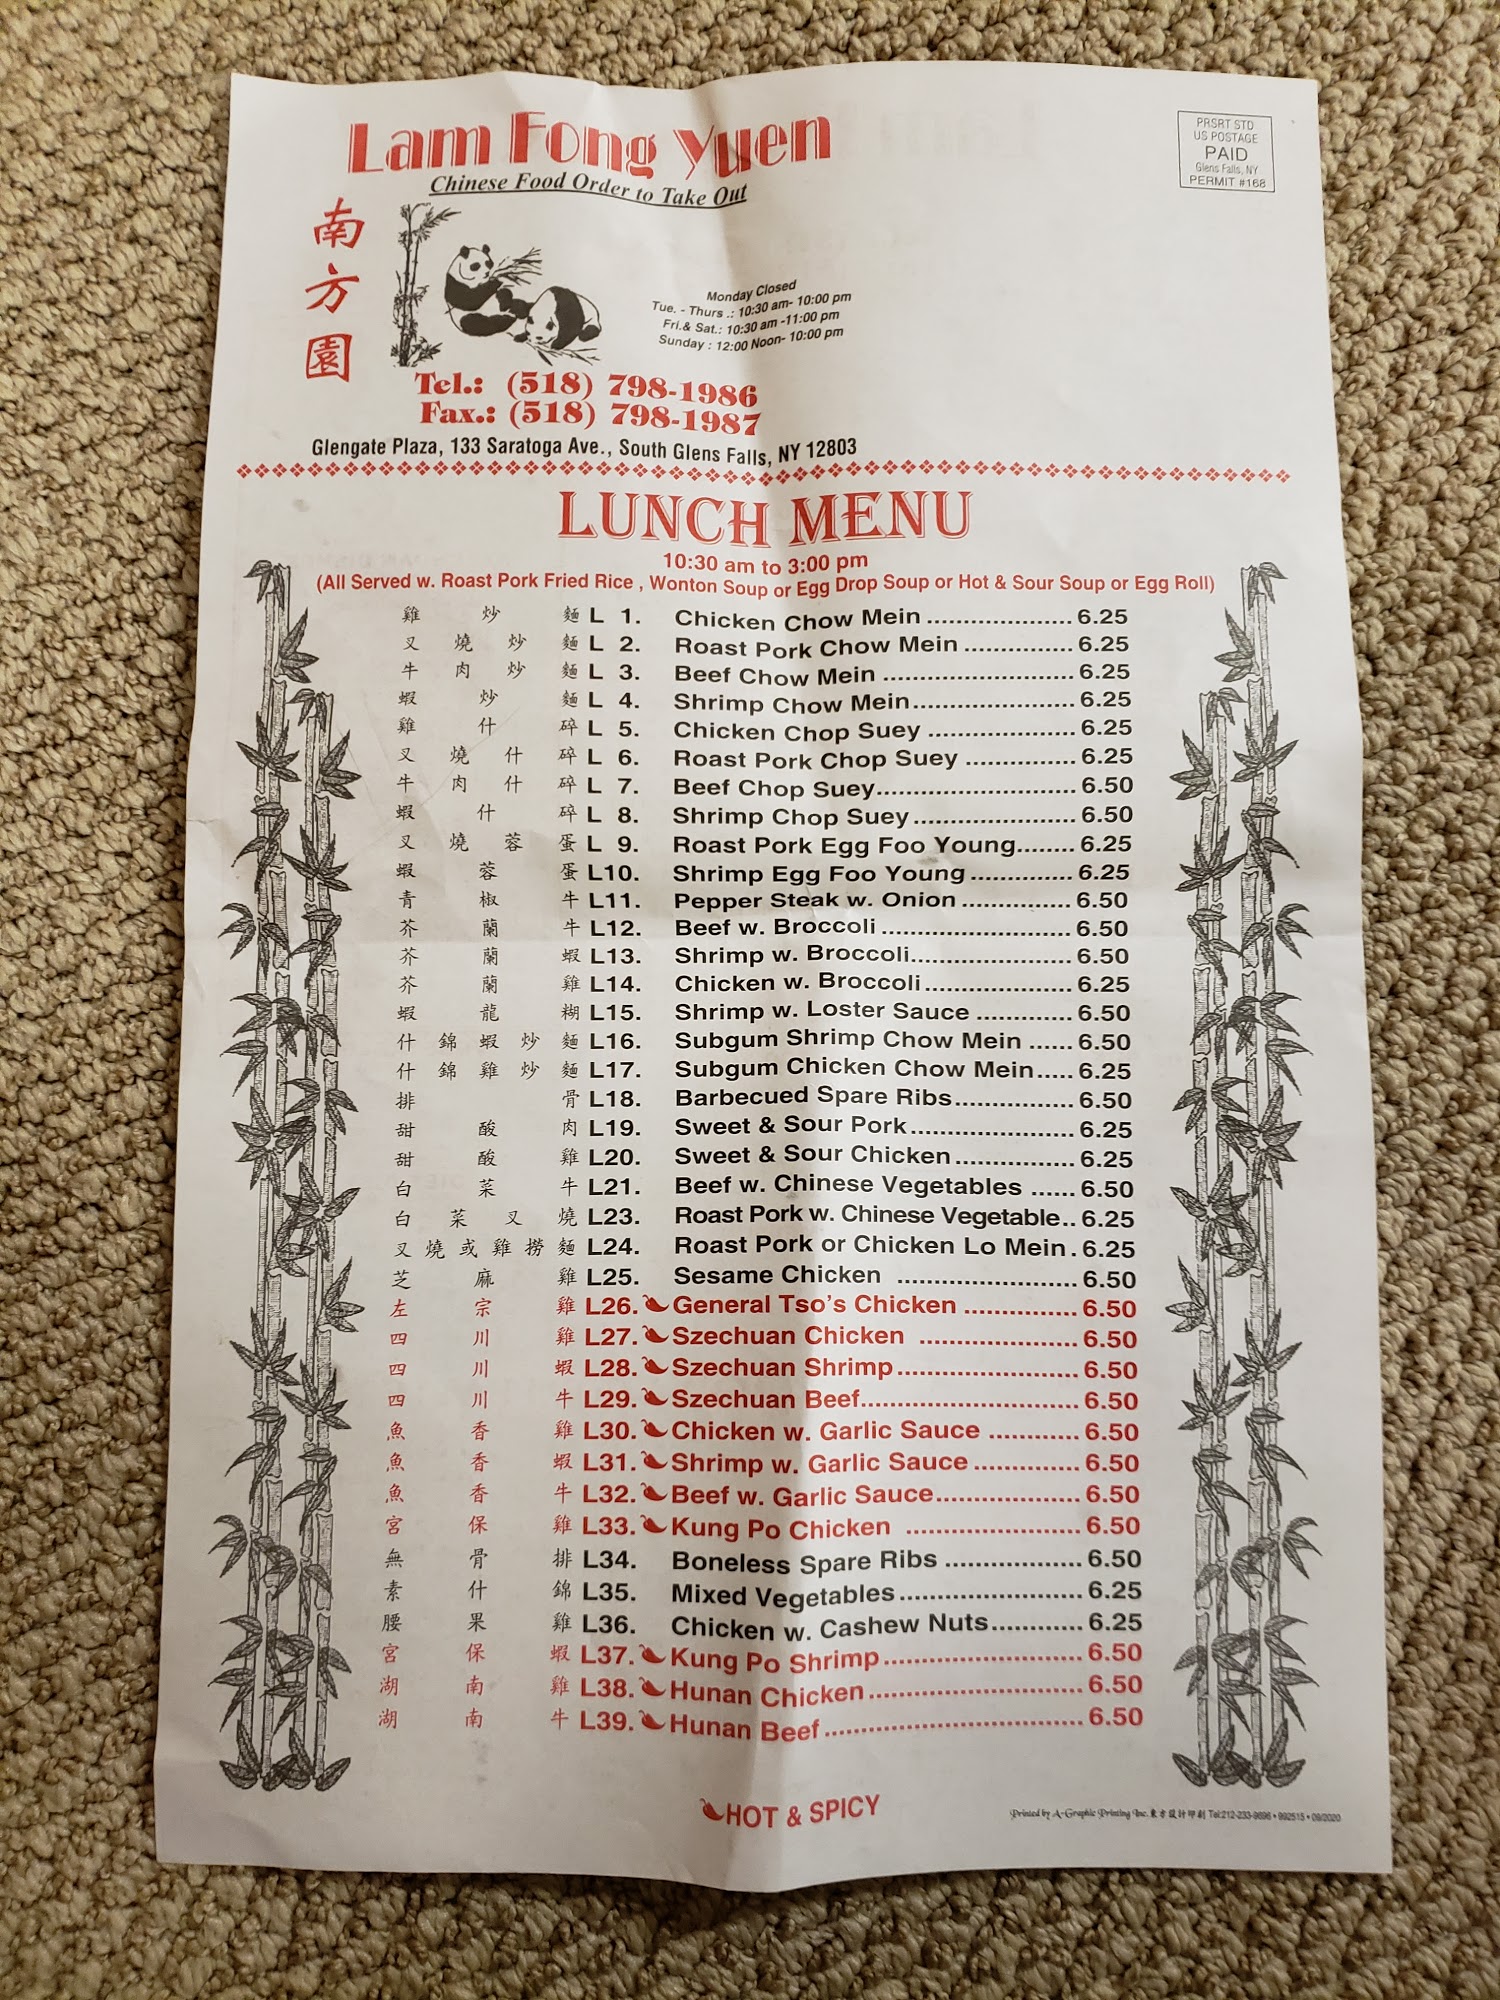 Lam Fong Yuen
Chinese Food Order to Take Out
南方園
PRSRT STD
US POSTAGE
PAID
Glens Falls, NY
PERMIT #168
Monday Closed
Tue. - Thurs .: 10:30 am- 10:00 pm
Fri.& Sat.: 10:30 am -11:00 pm
Sunday : 12:00 Noon- 10:00 pm
Tel.: (518) 798-1986
Fax.: (518) 798-1987
Glengate Plaza, 133 Saratoga Ave., South Glens Falls, NY 12803
LUNCH MENU
10:30 am to 3:00 pm
(All Served w. Roast Pork Fried Rice , Wonton Soup or Egg Drop Soup or Hot & Sour Soup or Egg Roll)
雞炒麵 L 1. Chicken Chow Mein ..................... 6.25
叉燒炒麵 L 2. Roast Pork Chow Mein ................ 6.25
牛肉炒麵 L 3. Beef Chow Mein ............................ 6.25
蝦炒麵 L 4. Shrimp Chow Mein........................ 6.25
雞什碎 L 5. Chicken Chop Suey ...................... 6.25
叉燒什碎 L 6. Roast Pork Chop Suey ................ 6.25
牛肉什碎 L 7. Beef Chop Suey............................. 6.50
蝦什碎 L 8. Shrimp Chop Suey........................ 6.50
叉燒蓉蛋 L 9. Roast Pork Egg Foo Young........ 6.25
蝦蓉蛋 L10. Shrimp Egg Foo Young ............... 6.25
青椒牛 L11. Pepper Steak w. Onion ................ 6.50
芥蘭牛 L12. Beef w. Broccoli ............................ 6.50
芥蘭蝦 L13. Shrimp w. Broccoli........................ 6.50
芥蘭雞 L14. Chicken w. Broccoli...................... 6.25
蝦龍糊 L15. Shrimp w. Loster Sauce .............. 6.50
什錦蝦炒麵 L16. Subgum Shrimp Chow Mein ...... 6.50
什錦雞炒麵 L17. Subgum Chicken Chow Mein..... 6.25
排骨 L18. Barbecued Spare Ribs................. 6.50
甜酸肉 L19. Sweet & Sour Pork........................ 6.25
甜酸雞 L20. Sweet & Sour Chicken................. 6.25
白菜牛 L21. Beef w. Chinese Vegetables ...... 6.50
白菜叉燒 L23. Roast Pork w. Chinese Vegetable.. 6.25
叉燒或雞撈麵 L24. Roast Pork or Chicken Lo Mein . 6.25
芝麻雞 L25. Sesame Chicken .......................... 6.50
左宗雞 L26. General Tso's Chicken ................ 6.50
四川雞 L27. Szechuan Chicken ....................... 6.50
四川蝦 L28. Szechuan Shrimp .......................... 6.50
四川牛 L29. Szechuan Beef............................... 6.50
魚香雞 L30. Chicken w. Garlic Sauce ............. 6.50
魚香蝦 L31. Shrimp w. Garlic Sauce ............... 6.50
魚香牛 L32. Beef w. Garlic Sauce..................... 6.50
宮保雞 L33. Kung Po Chicken ......................... 6.50
無骨排 L34. Boneless Spare Ribs .................... 6.50
素什錦 L35. Mixed Vegetables.......................... 6.25
腰果雞 L36. Chicken w. Cashew Nuts............. 6.25
宮保蝦 L37. Kung Po Shrimp............................. 6.50
湖南雞 L38. Hunan Chicken............................... 6.50
湖南牛 L39. Hunan Beef ..................................... 6.50
HOT & SPICY
Printed by A-Graphic Printing Inc. 東方設計印刷 Tel:212-233-9696 • 992515 • 09/2020